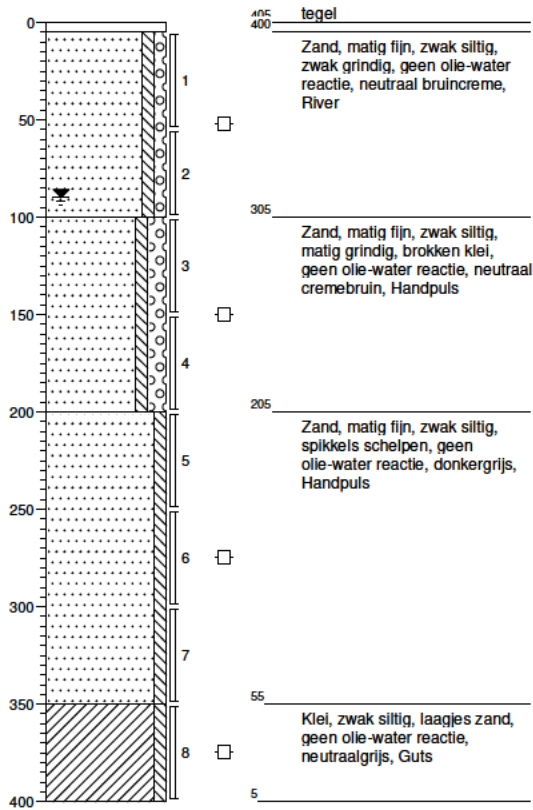 0
50
100
150
200
250
300
350
400
1
2
3
4
5
6
7
8
405
400
tegel
Zand, matig fijn, zwak siltig,
zwak grindig, geen olie-water
reactie, neutraal bruincreme,
River
305
Zand, matig fijn, zwak siltig,
matig grindig, brokken klei,
geen olie-water reactie, neutraal
cremebruin, Handpuls
205
Zand, matig fijn, zwak siltig,
spikkels schelpen, geen
olie-water reactie, donkergrijs,
Handpuls
55
Klei, zwak siltig, laagjes zand,
geen olie-water reactie,
neutraalgrijs, Guts
5